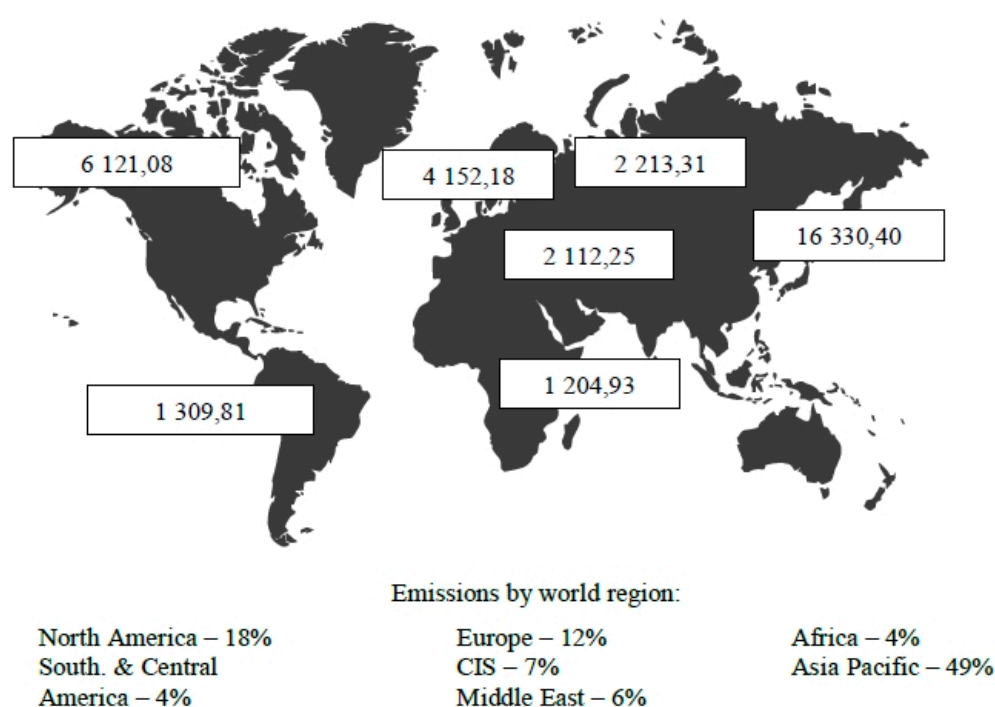 6 121,08
4 152,18
2 213,31
16 330,40
2 112,25
1 204,93
1 309,81
Emissions by world region:
North America – 18%
South. & Central
America – 4%
Europe – 12%
CIS – 7%
Middle East – 6%
Africa – 4%
Asia Pacific – 49%